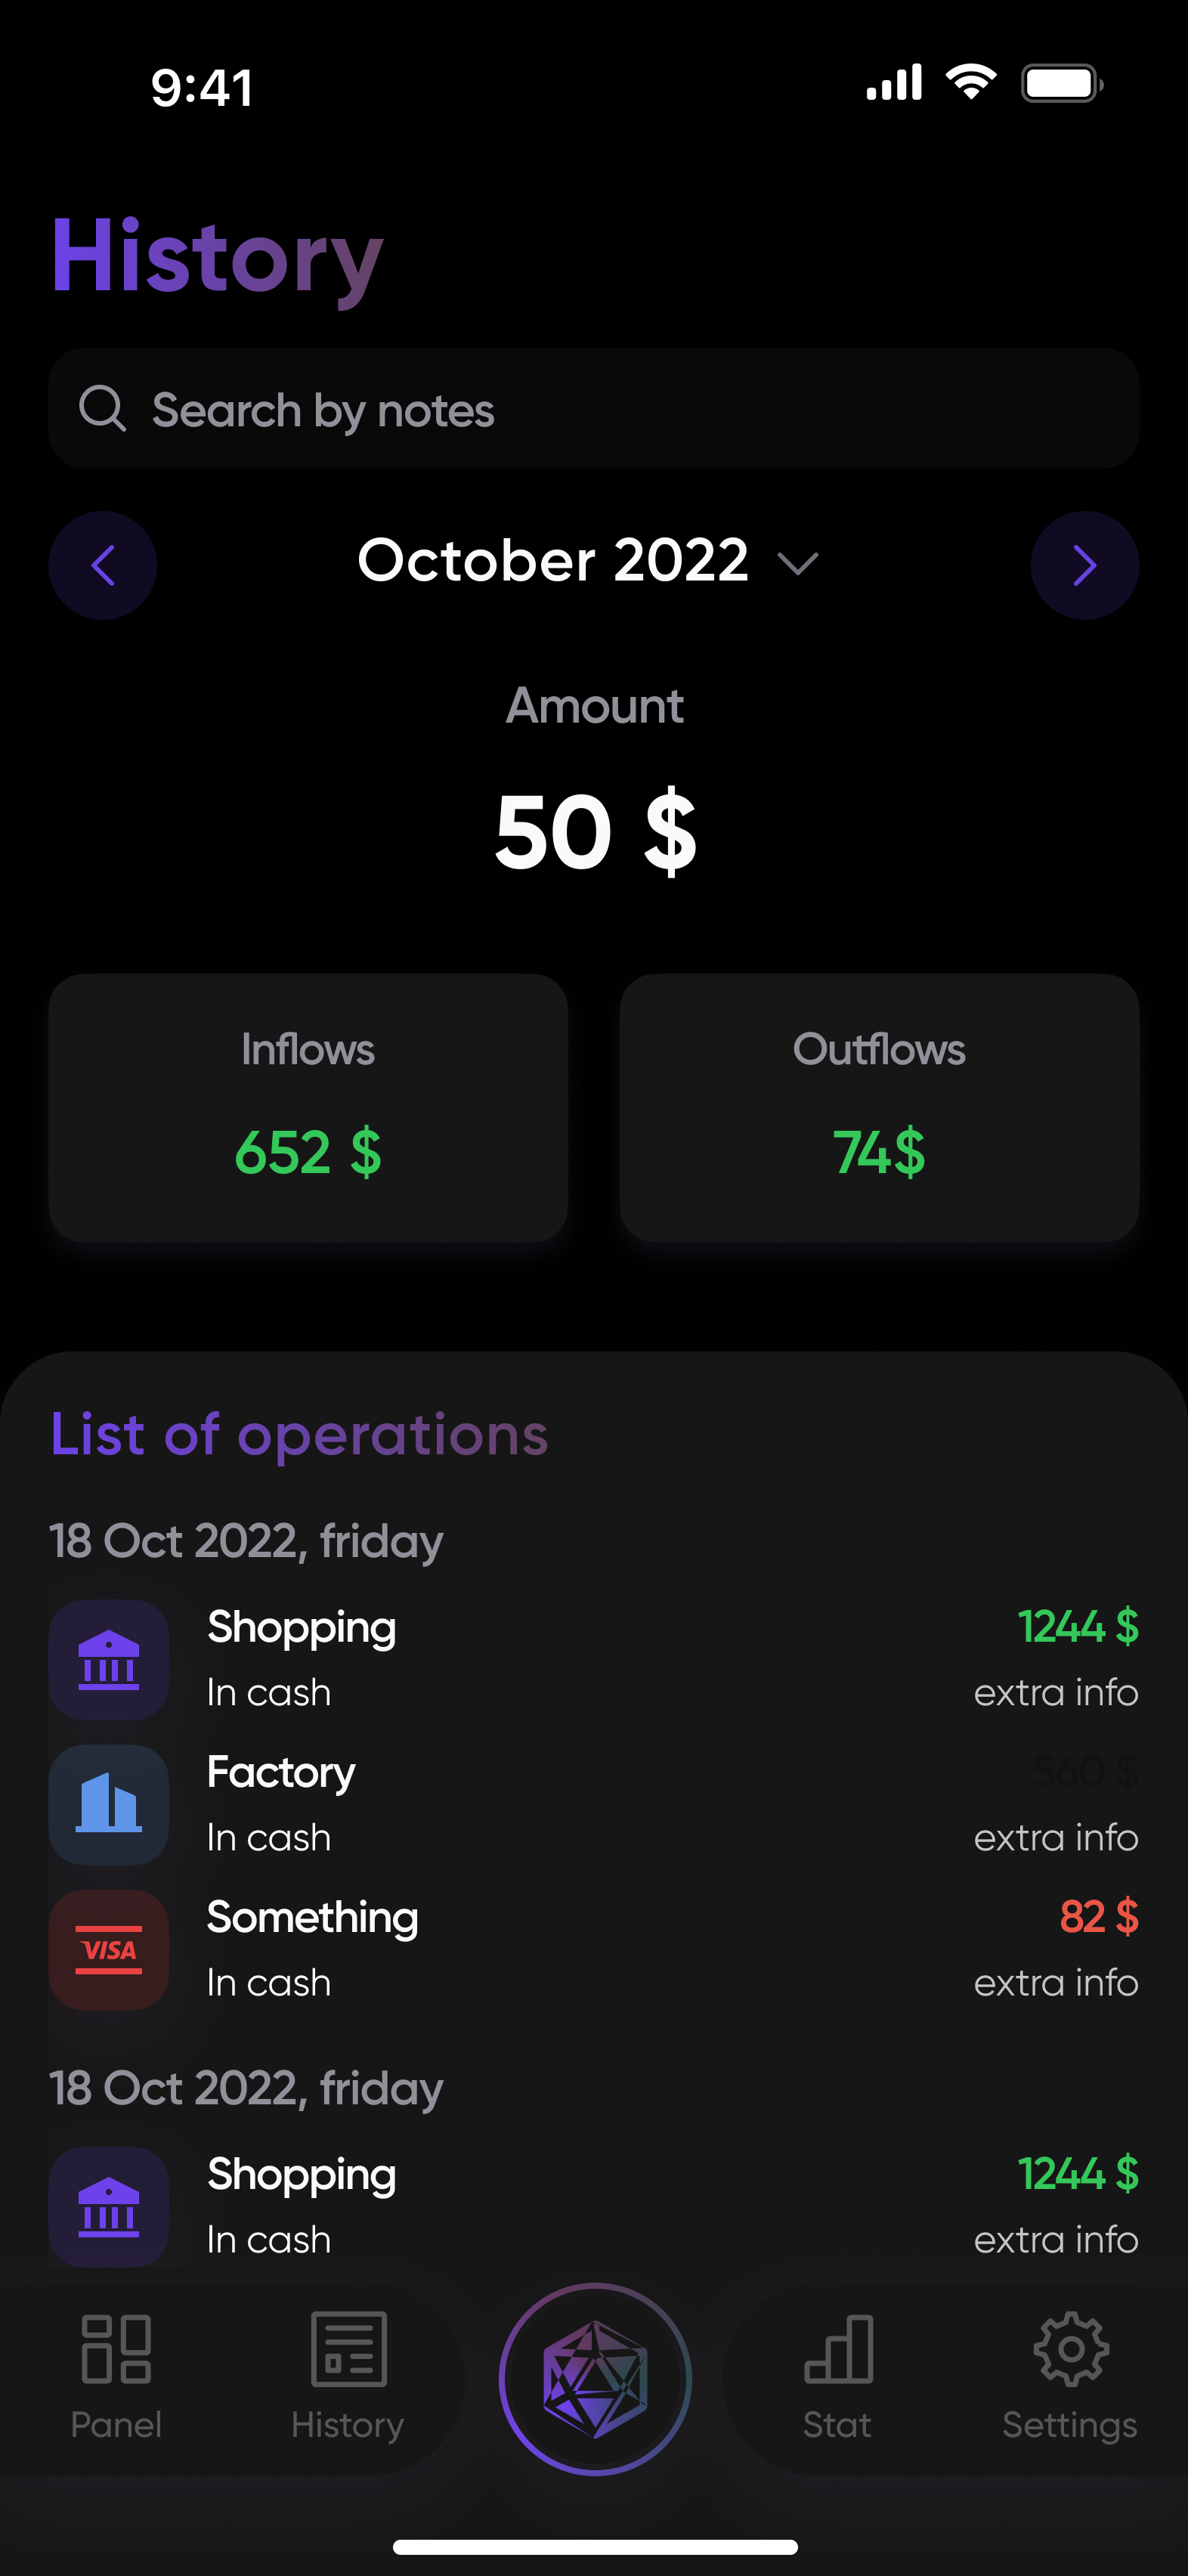 9:41
History
Search by notes
October 2022
Amount
50 $
Inflows
Outflows
652 $
74$
List of operations
18 Oct 2022, friday
Shopping
1244 $
In cash
extra info
Factory
560 $
In cash
extra info
VISA
Something
82 $
In cash
extra info
18 Oct 2022, friday
Shopping
1244 $
In cash
extra info
Panel
History
Stat
Settings